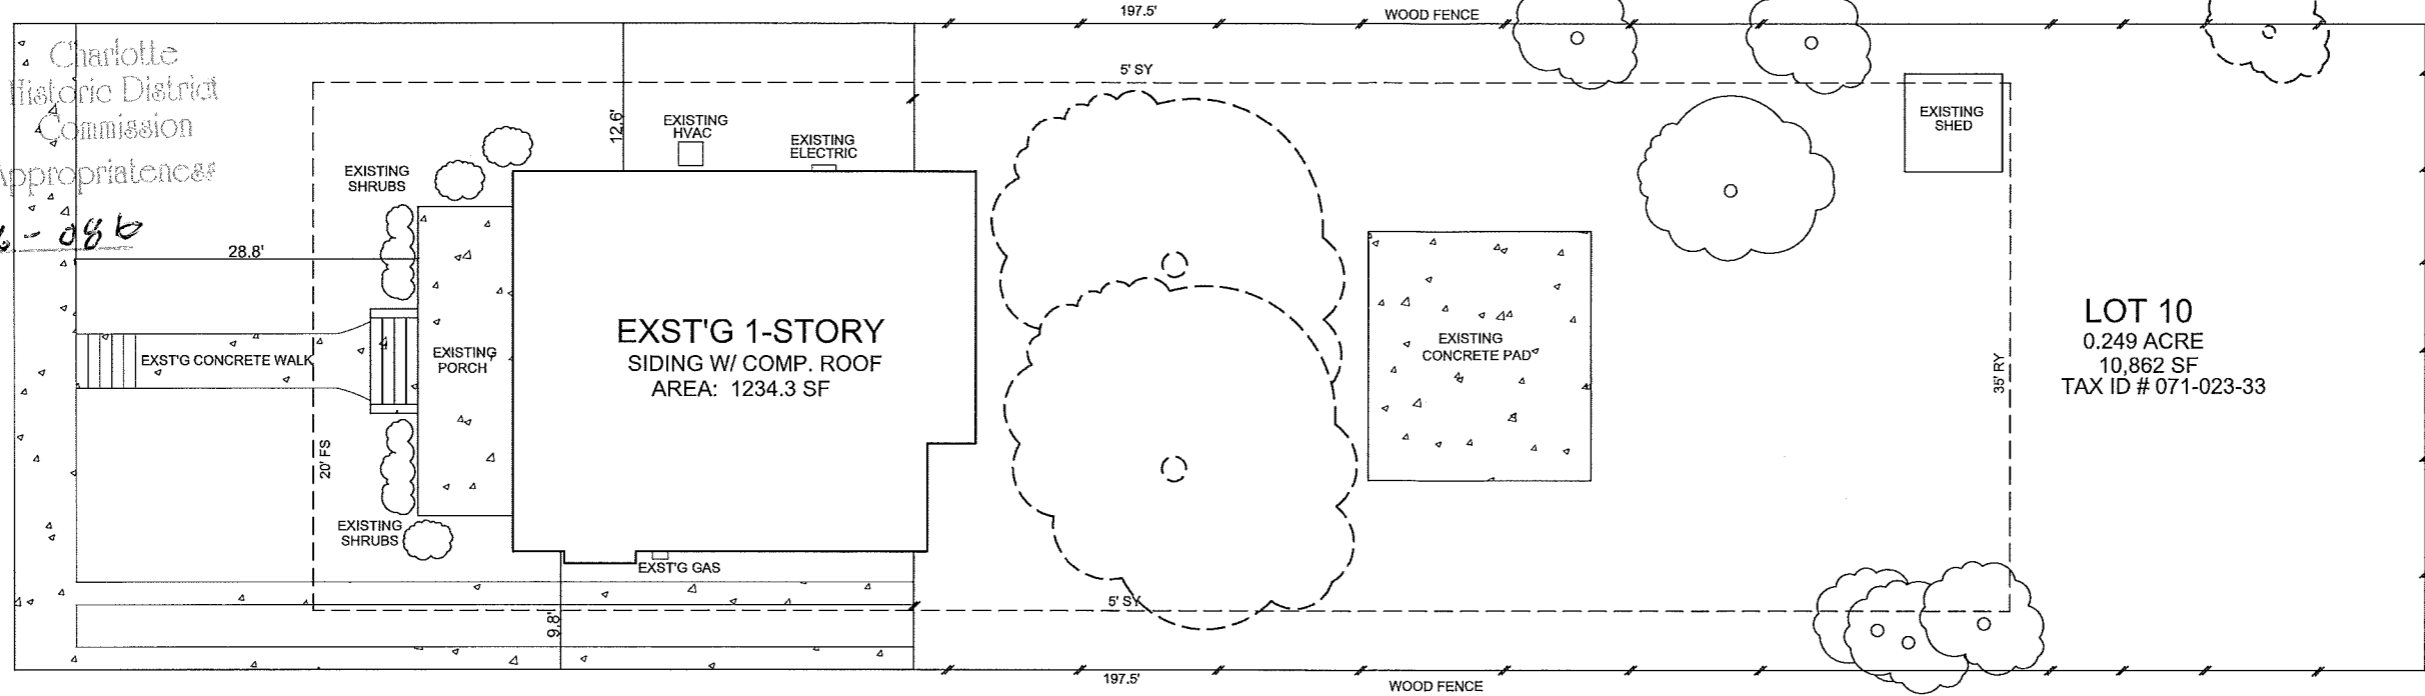 197.5'
WOOD FENCE
Charlotte
Historic District
Commission
Appropriateness
- 086
5' SY
12.6'
EXISTING
HVAC
EXISTING
ELECTRIC
EXISTING
SHED
EXISTING
SHRUBS
28.8'
EXST'G CONCRETE WALK
EXISTING
PORCH
EXST'G 1-STORY
SIDING W/ COMP. ROOF
AREA: 1234.3 SF
EXISTING
CONCRETE PAD
35' RY
LOT 10
0.249 ACRE
10,862 SF
TAX ID # 071-023-33
20' FS
EXISTING
SHRUBS
EXST'G GAS
9.8'
5' SY
197.5'
WOOD FENCE